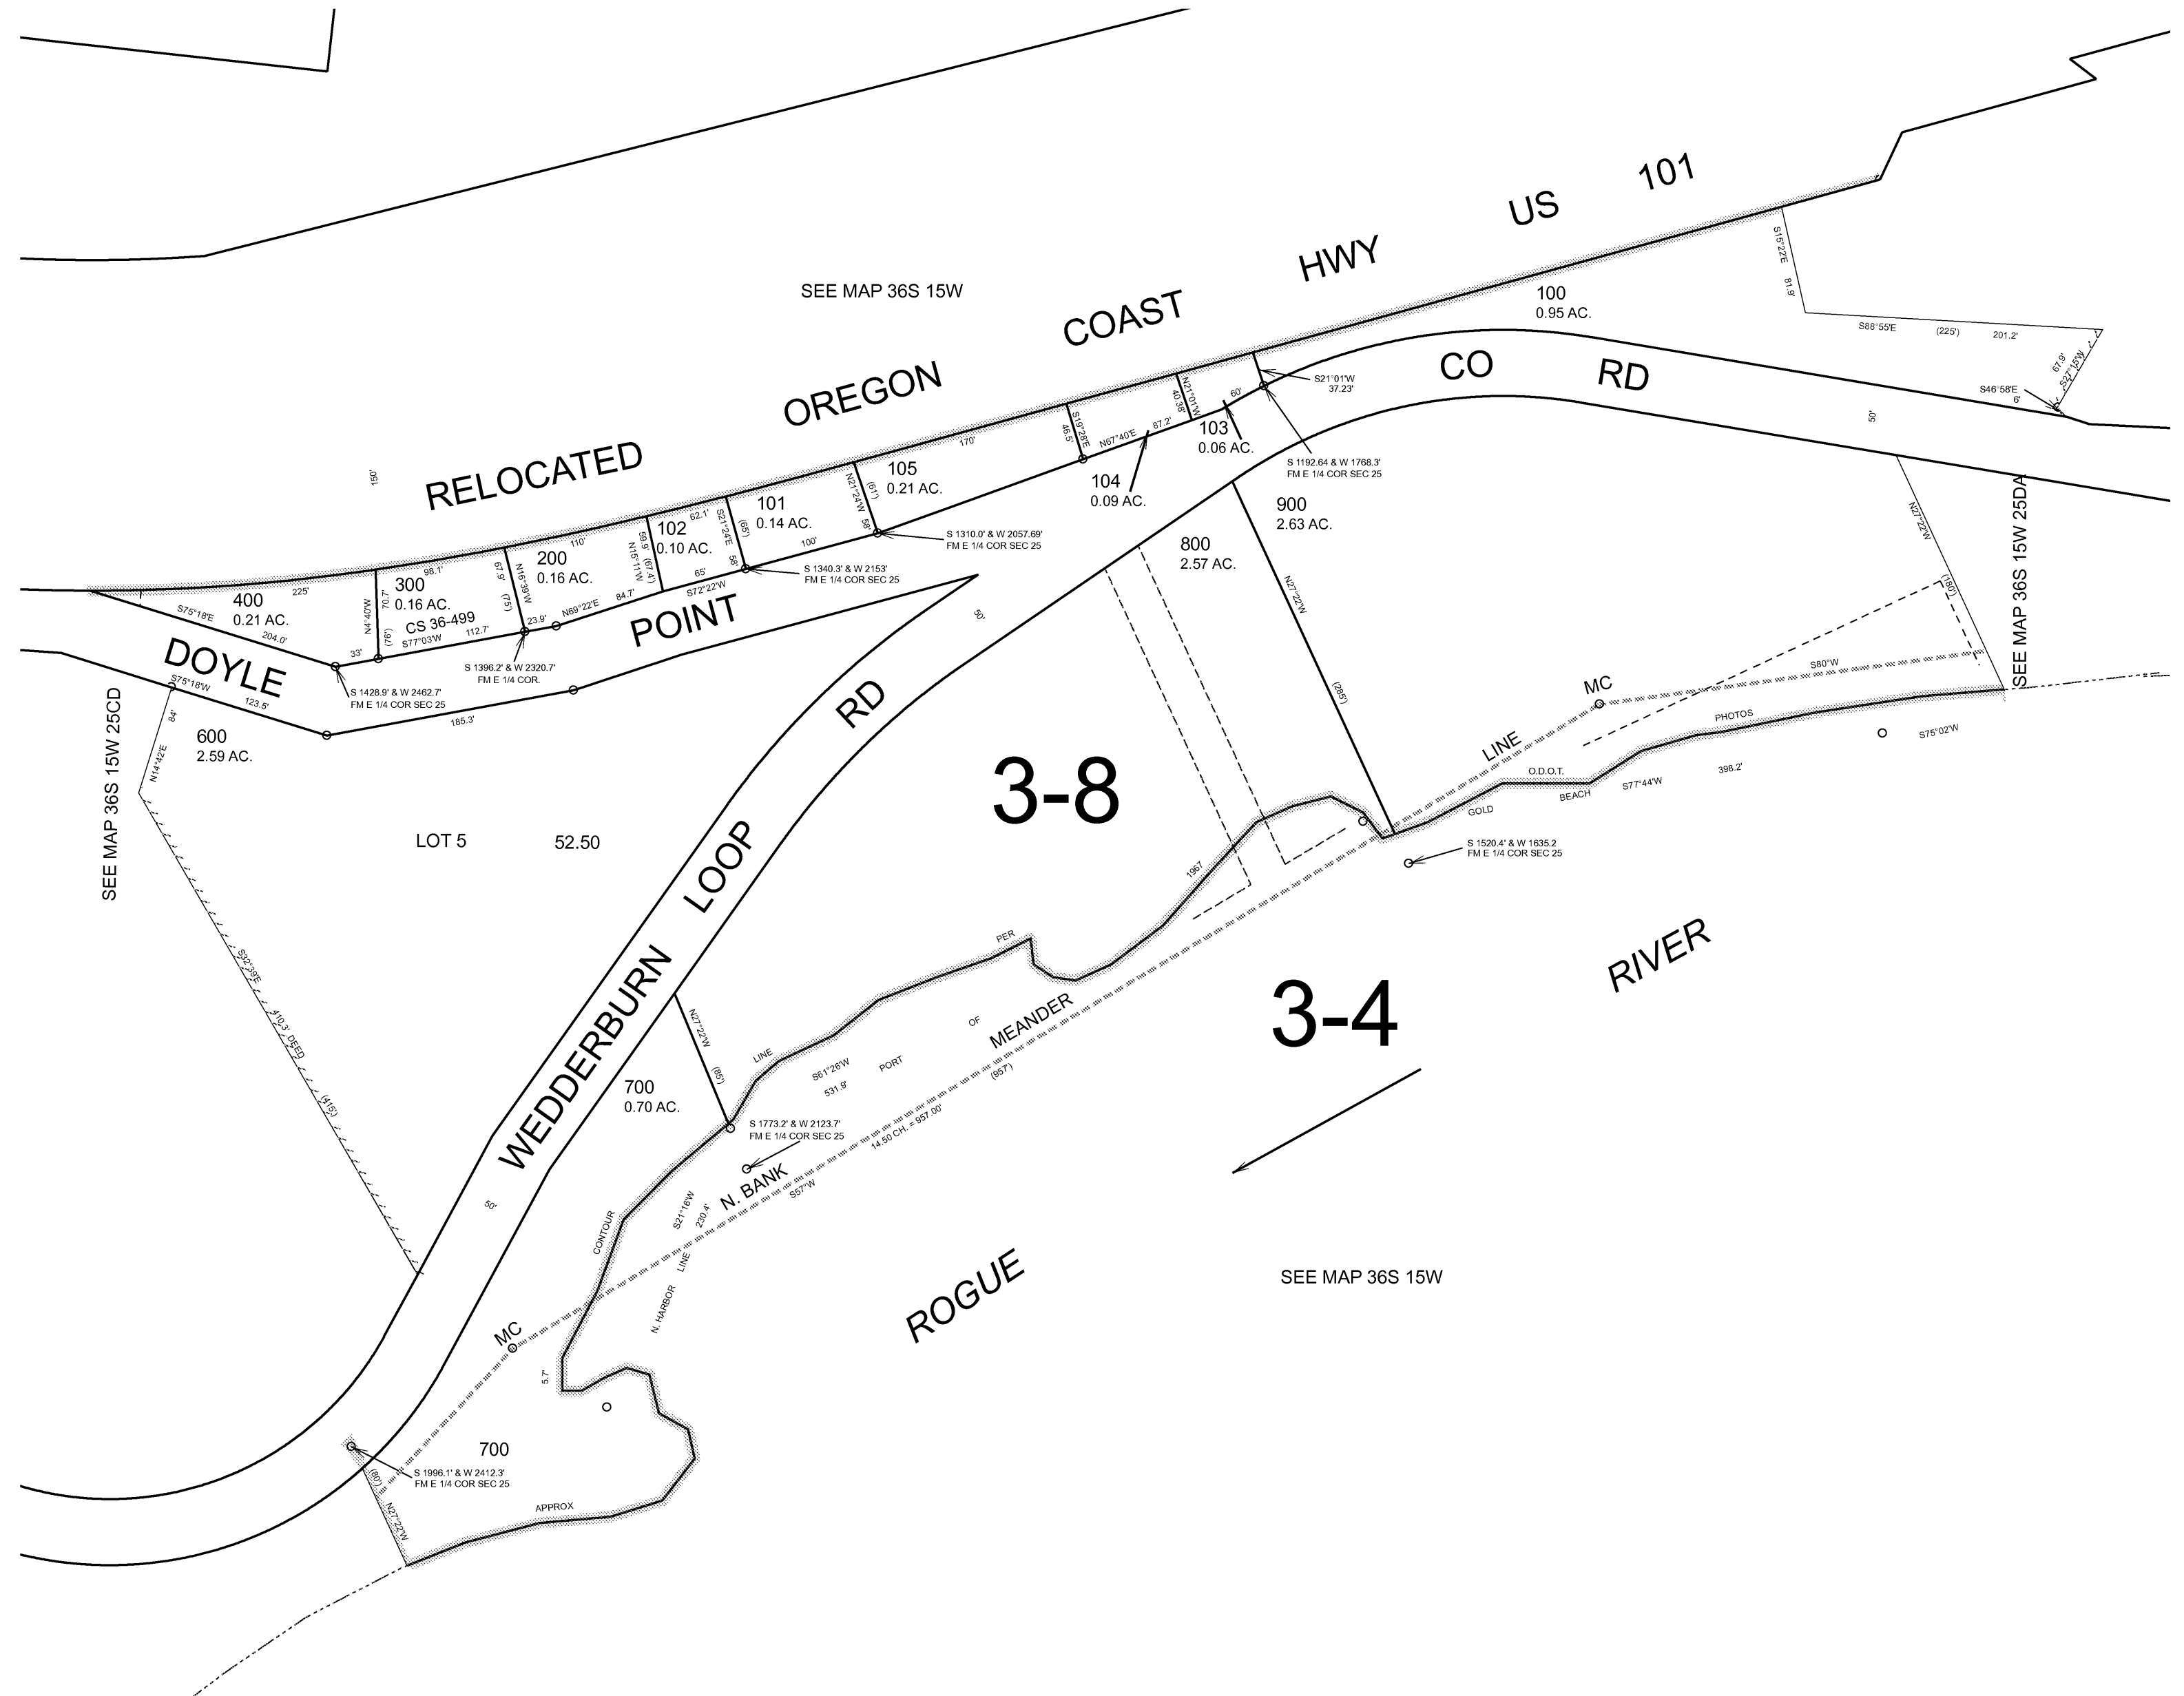 SEE MAP 36S 15W
RELOCATED OREGON COAST HWY US 101
150'
100
0.95 AC.
S15°22'E 81.9'
S88°55'E (225') 201.2'
67.9'
S27°15'W
S46°58'E
6'
50'
CO RD
S21°01'W
37.23'
N21°01'W
40.38'
60'
103
0.06 AC.
S 1192.64 & W 1768.3'
FM E 1/4 COR SEC 25
S19°28'E
46.5'
N67°40'E 87.2'
104
0.09 AC.
170'
105
0.21 AC.
N21°24'W 58'
(61')
S 1310.0' & W 2057.69'
FM E 1/4 COR SEC 25
101
0.14 AC.
S21°24'E 58'
(65')
100'
S 1340.3' & W 2153'
FM E 1/4 COR SEC 25
62.1'
102
0.10 AC.
59.9' (67.4')
N15°11'W
65'
S72°22'W
110'
200
0.16 AC.
67.9' (75')
N16°39'W
23.9'
N69°22'E 84.7'
98.1'
300
0.16 AC.
CS 36-499
S77°03'W 112.7'
S 1396.2' & W 2320.7'
FM E 1/4 COR.
N4°40'W
70.7'
(76')
33'
225'
400
0.21 AC.
S75°18'E
204.0'
S 1428.9' & W 2462.7'
FM E 1/4 COR SEC 25
DOYLE POINT RD
S75°18'W
123.5'
185.3'
50'
84'
N14°42'E
600
2.59 AC.
SEE MAP 36S 15W 25CD
LOT 5 52.50
S32°39'E
410.3' DEED
(415')
WEDDERBURN LOOP
50'
3-8
800
2.57 AC.
900
2.63 AC.
N27°22'W
(285')
N27°22'W
(180')
SEE MAP 36S 15W 25DA
S80°W
MC
LINE
PHOTOS
O.D.O.T.
GOLD BEACH
S77°44'W
398.2'
S75°02'W
S 1520.4' & W 1635.2
FM E 1/4 COR SEC 25
1967
PER
OF
MEANDER
(957')
14.50 CH. = 957.00'
S57°W
N. BANK
LINE
S61°26'W
531.9'
PORT
N27°22'W
(85')
700
0.70 AC.
S 1773.2' & W 2123.7'
FM E 1/4 COR SEC 25
CONTOUR
S21°16'W
230.4'
N. HARBOR LINE
MC
5.7'
700
S 1996.1' & W 2412.3'
FM E 1/4 COR SEC 25
(80')
N27°22'W
APPROX
3-4
ROGUE RIVER
SEE MAP 36S 15W